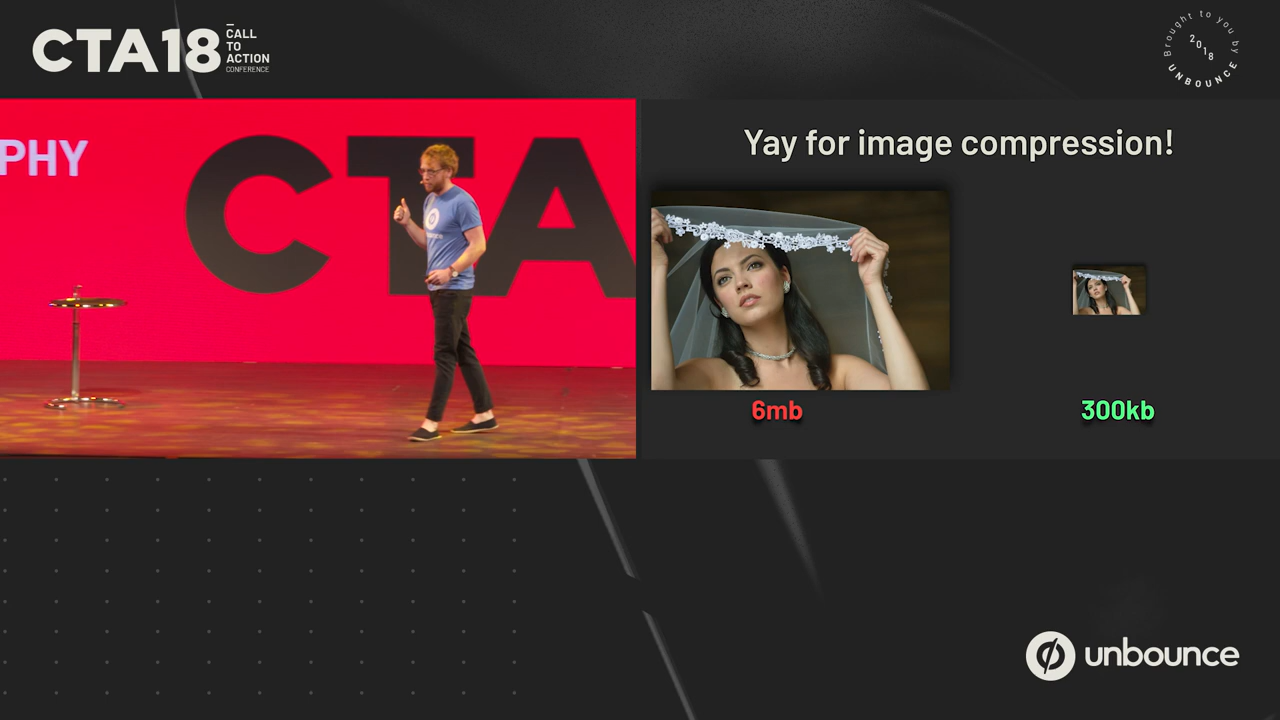 CTA18
CALL
TO
ACTION
CONFERENCE
Brought to you by
2018
UNBOUNCE
PHY
CTA
Yay for image compression!
6mb
300kb
unbounce